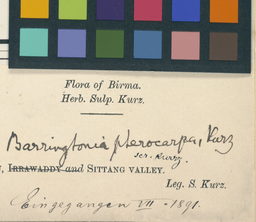 Flora of Birma.
Herb. Sulp. Kurz.
Barringtonia pterocarpa, Kurz
scr. Kurz.
, IRRAWADDY and SITTANG VALLEY.
Leg. S. Kurz.
Eingegangen VII - 1891.